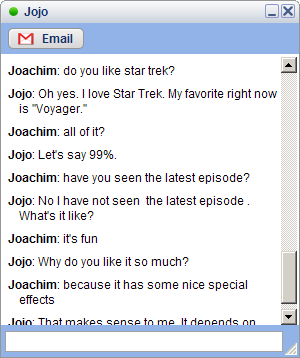 Jojo
Email
Joachim: do you like star trek?
Jojo: Oh yes. I love Star Trek. My favorite right now
is "Voyager."
Joachim: all of it?
Jojo: Let's say 99%.
Joachim: have you seen the latest episode?
Jojo: No I have not seen  the latest episode .
What's it like?
Joachim: it's fun
Jojo: Why do you like it so much?
Joachim: because it has some nice special
effects
Jojo: That makes sense to me. It depends on